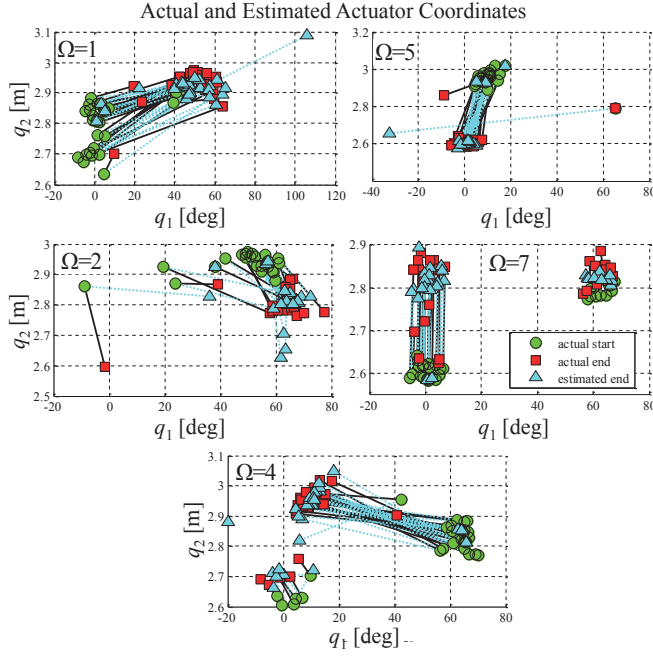 Actual and Estimated Actuator Coordinates
Ω=1
3.1
3
2.9
2.8
2.7
2.6
q2 [m]
-20 0 20 40 60 80 100 120
q1 [deg]
Ω=5
3.2
3
2.8
2.6
2.4
-40 -20 0 20 40 60 80
q1 [deg]
Ω=2
3
2.9
2.8
2.7
2.6
2.5
q2 [m]
-20 0 20 40 60 80
q1 [deg]
Ω=7
2.9
2.8
2.7
2.6
-20 0 20 40 60 80
q1 [deg]
actual start
actual end
estimated end
Ω=4
3.1
3
2.9
2.8
2.7
2.6
q2 [m]
-20 0 20 40 60 80
q1 [deg] --